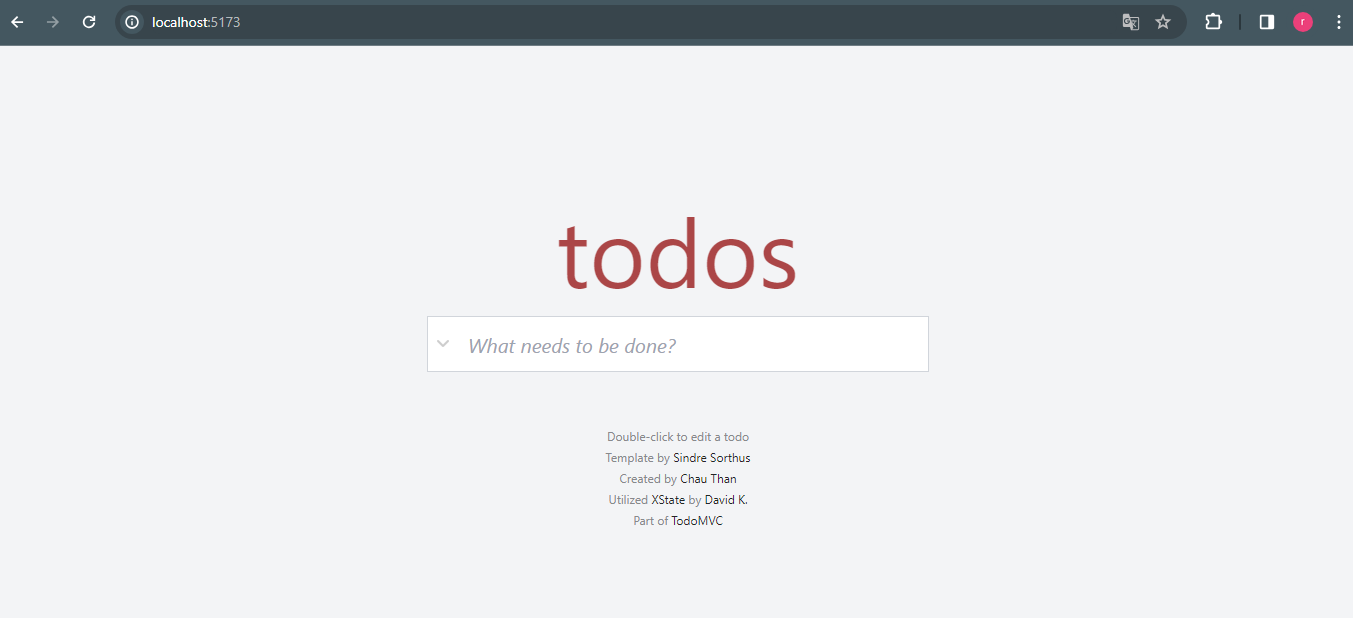 localhost:5173
r
todos
What needs to be done?
Double-click to edit a todo
Template by Sindre Sorthus
Created by Chau Than
Utilized XState by David K.
Part of TodoMVC